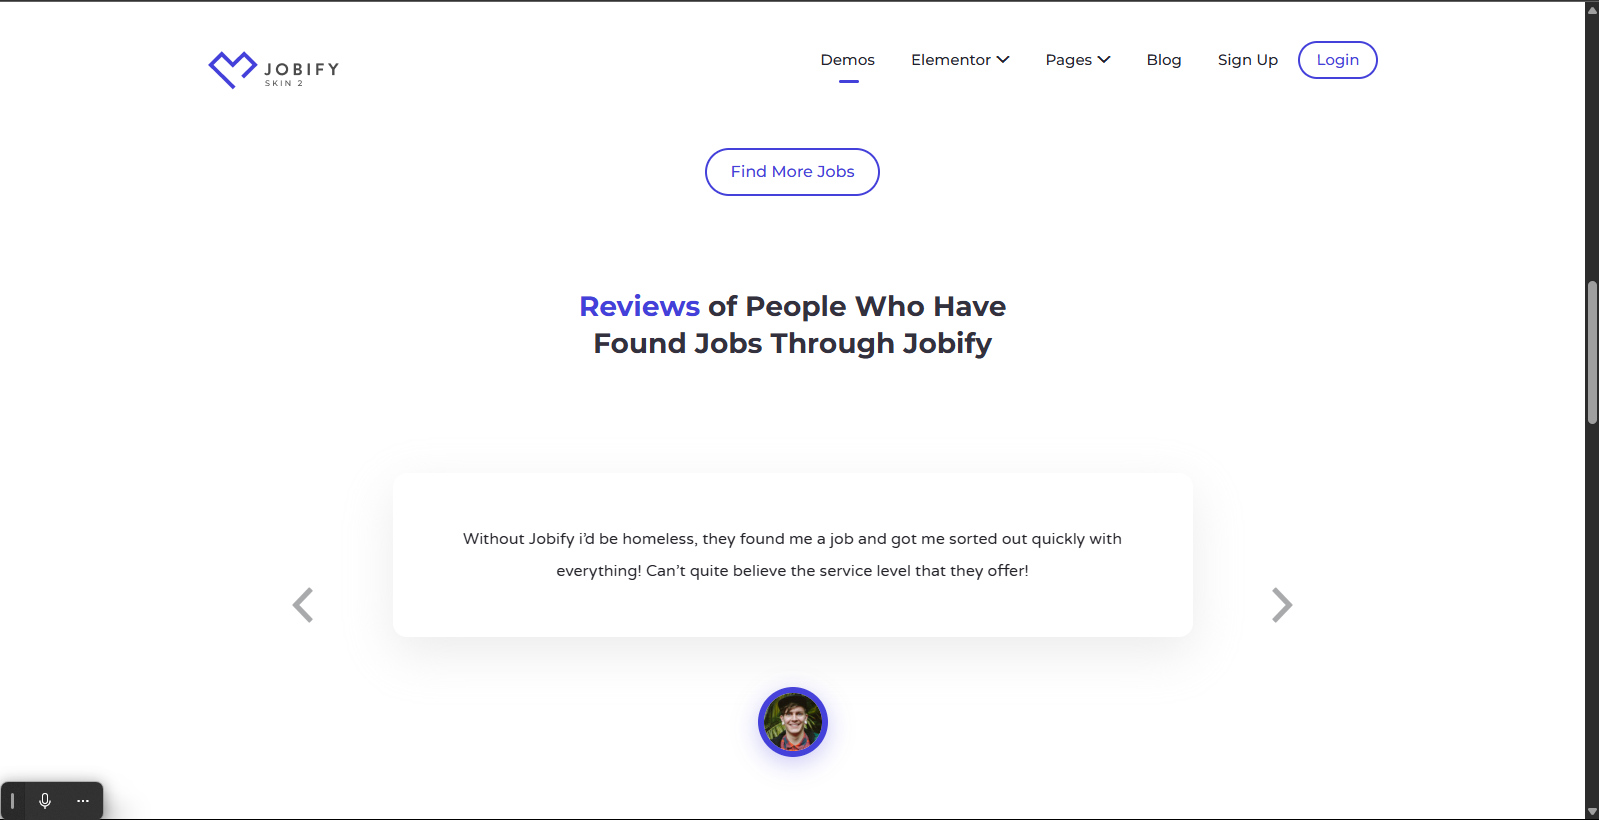 JOBIFY
SKIN 2
Demos
Elementor
Pages
Blog
Sign Up
Login
Find More Jobs
Reviews of People Who Have
Found Jobs Through Jobify
Without Jobify i’d be homeless, they found me a job and got me sorted out quickly with
everything! Can’t quite believe the service level that they offer!